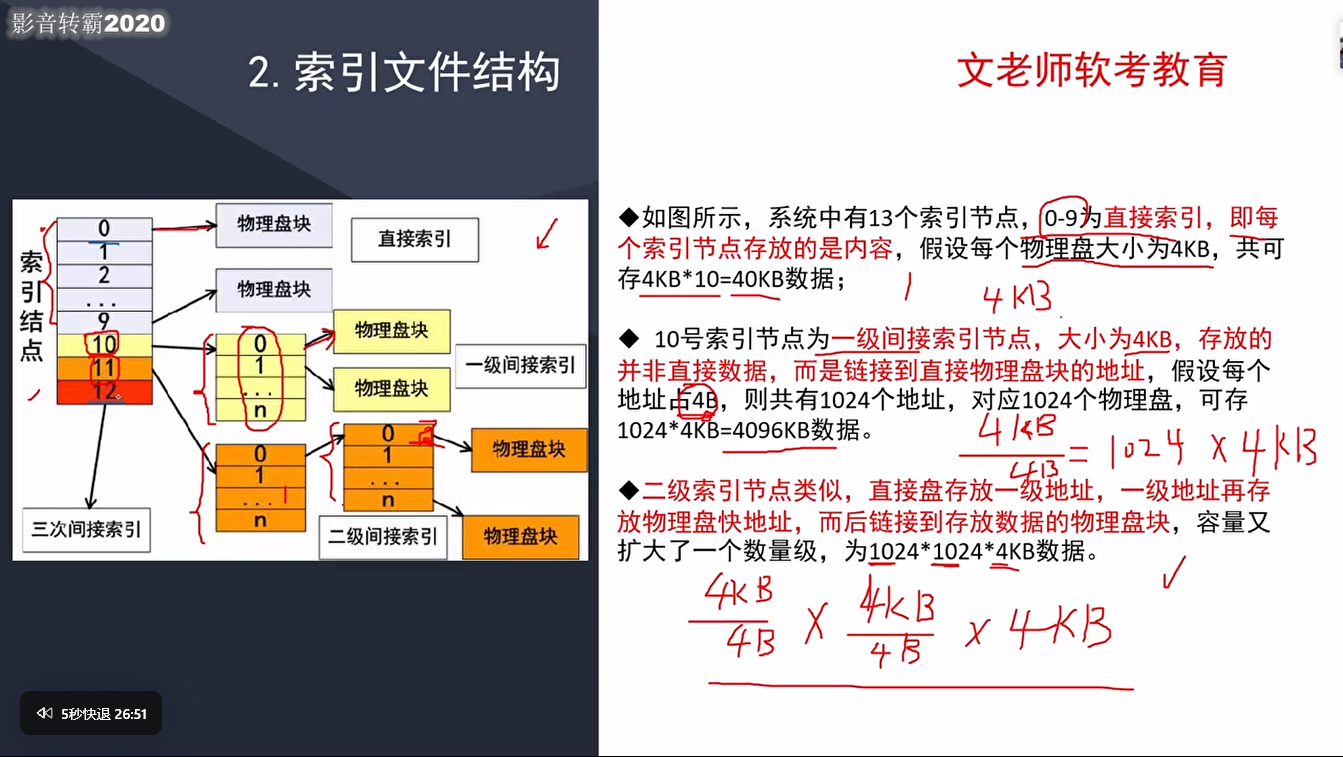 影音转霸2020
2.索引文件结构
文老师软考教育
索引结点
0
1
2
...
9
10
11
12
物理盘块
直接索引
物理盘块
0
1
...
n
物理盘块
物理盘块
一级间接索引
0
1
...
n
0
1
...
n
物理盘块
物理盘块
二级间接索引
三次间接索引
◆如图所示，系统中有13个索引节点，0-9为直接索引，即每
个索引节点存放的是内容，假设每个物理盘大小为4KB，共可
存4KB*10=40KB数据；
4KB
◆ 10号索引节点为一级间接索引节点，大小为4KB，存放的
并非直接数据，而是链接到直接物理盘块的地址，假设每个
地址占4B，则共有1024个地址，对应1024个物理盘，可存
1024*4KB=4096KB数据。
4KB
4B
= 1024 × 4KB
◆二级索引节点类似，直接盘存放一级地址，一级地址再存
放物理盘快地址，而后链接到存放数据的物理盘块，容量又
扩大了一个数量级，为1024*1024*4KB数据。
4KB
4B
×
4KB
4B
× 4KB
5秒快退 26:51